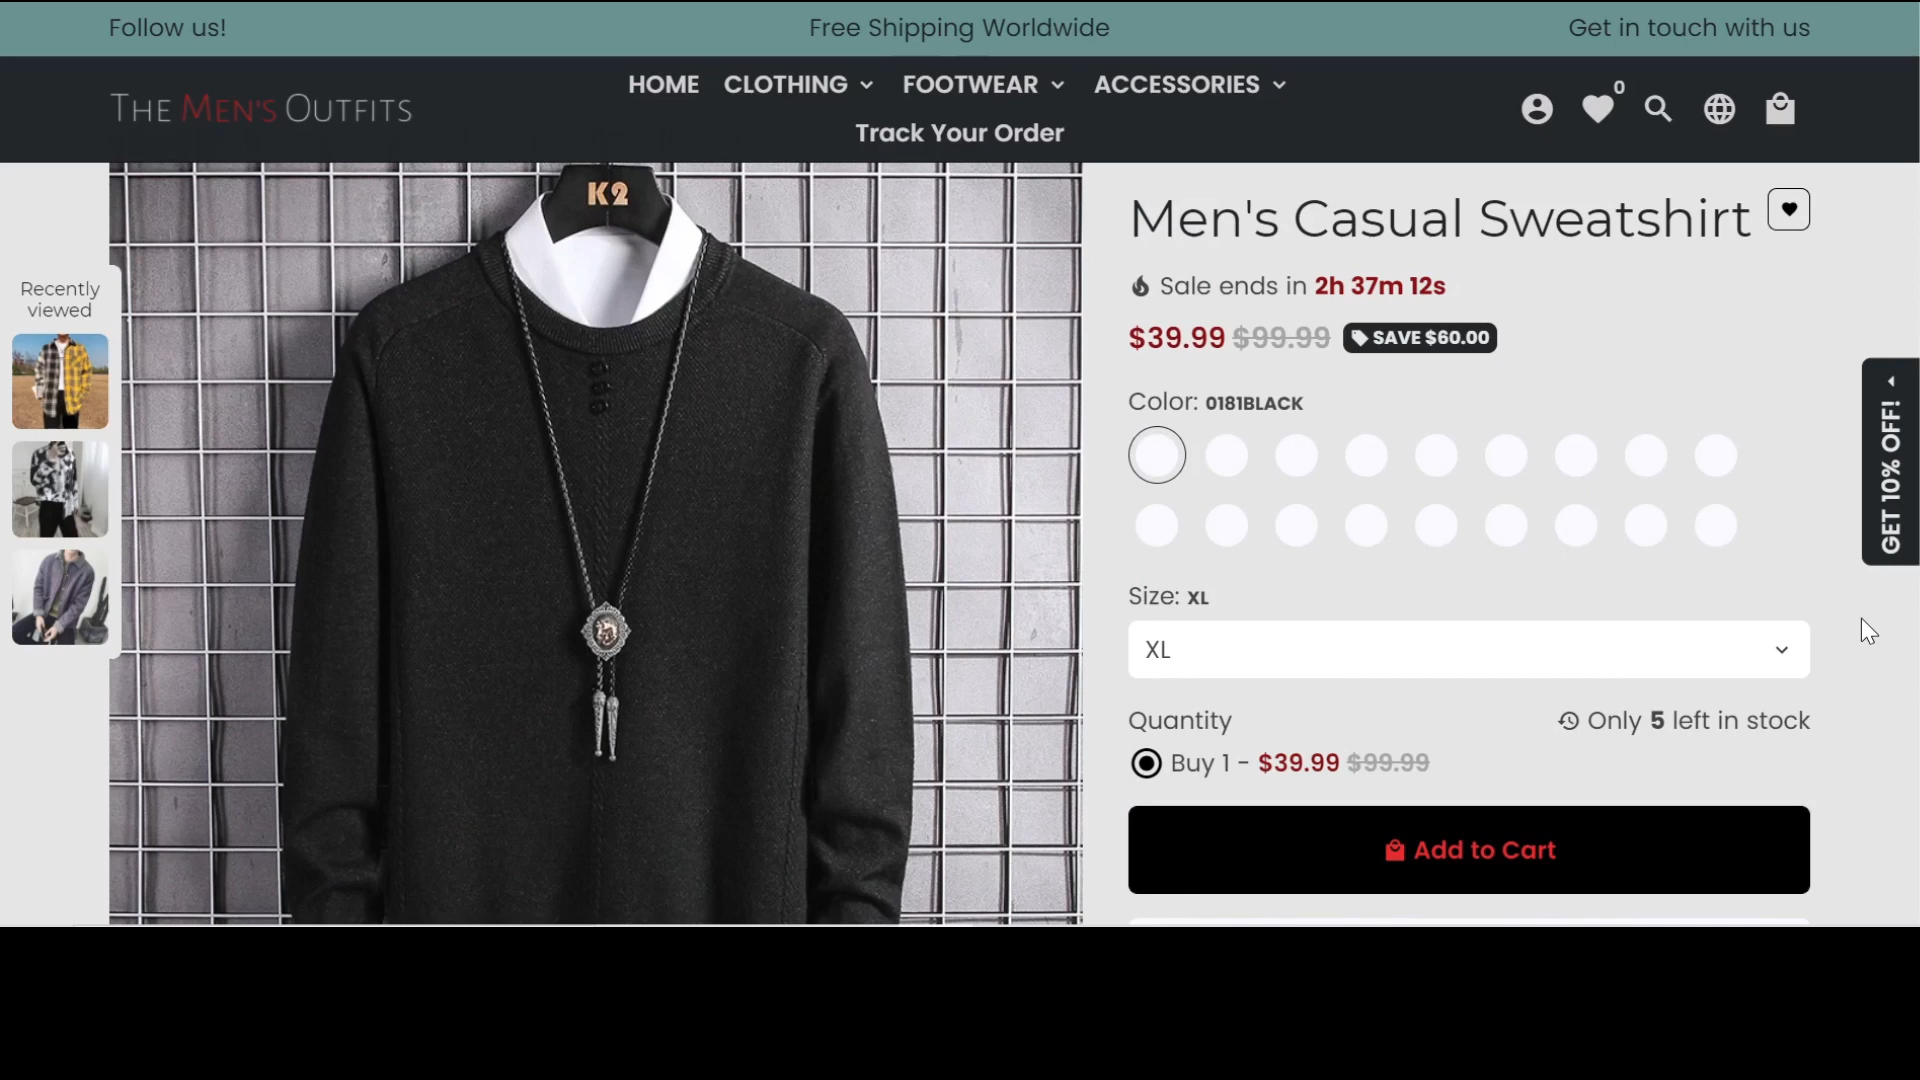 Follow us!
Free Shipping Worldwide
Get in touch with us
THE MEN'S OUTFITS
HOME CLOTHING FOOTWEAR ACCESSORIES
Track Your Order
0
K2
Recently
viewed
Men's Casual Sweatshirt
Sale ends in 2h 37m 12s
$39.99 $99.99 SAVE $60.00
Color: 0181BLACK
GET 10% OFF!
Size: XL
XL
Quantity
Only 5 left in stock
Buy 1 - $39.99 $99.99
Add to Cart